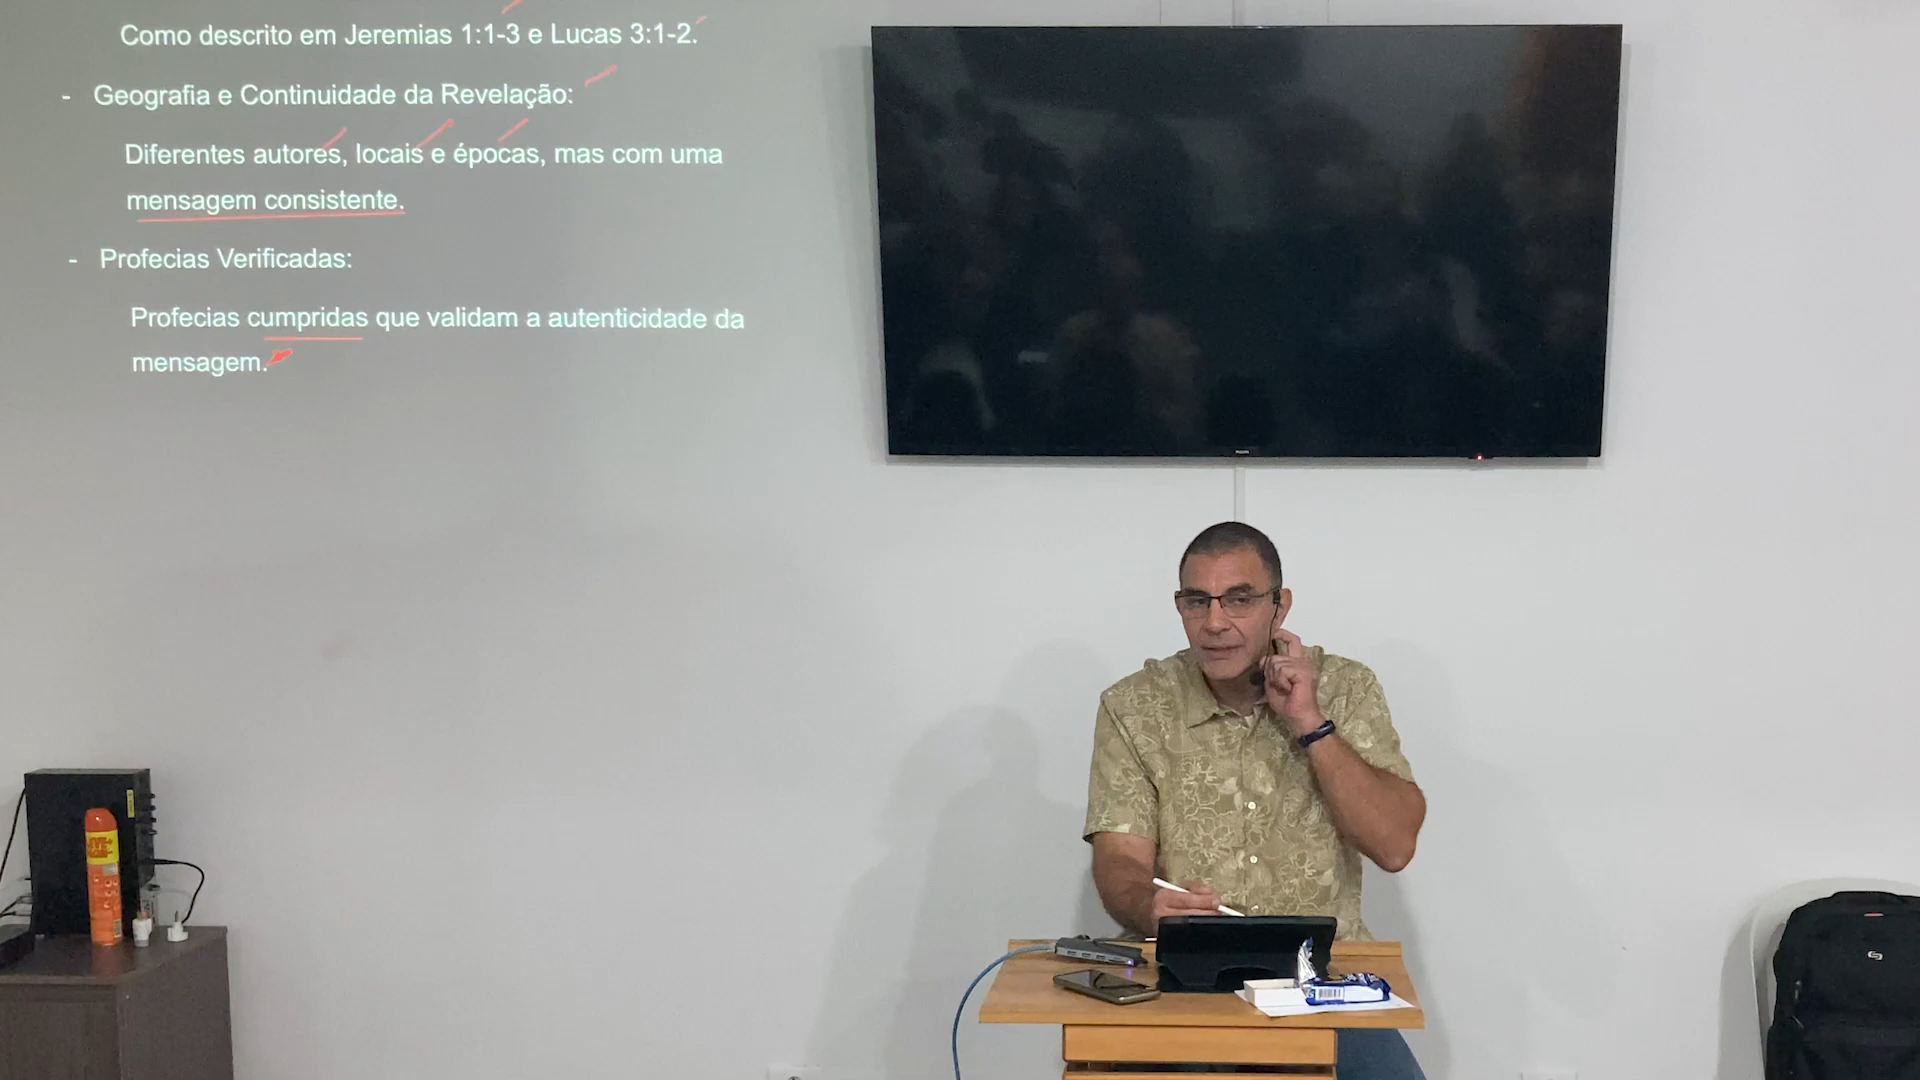 Como descrito em Jeremias 1:1-3 e Lucas 3:1-2.
- Geografia e Continuidade da Revelação:
Diferentes autores, locais e épocas, mas com uma
mensagem consistente.
- Profecias Verificadas:
Profecias cumpridas que validam a autenticidade da
mensagem.
PHILIPS